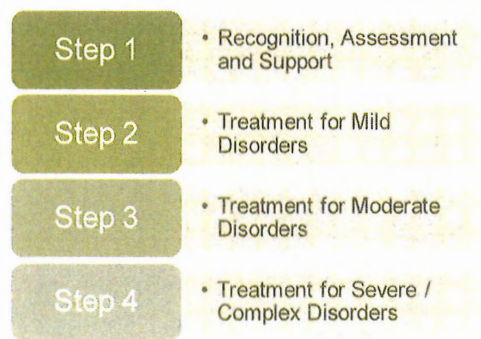 Step 1
• Recognition, Assessment
and Support
Step 2
• Treatment for Mild
Disorders
Step 3
• Treatment for Moderate
Disorders
Step 4
• Treatment for Severe /
Complex Disorders